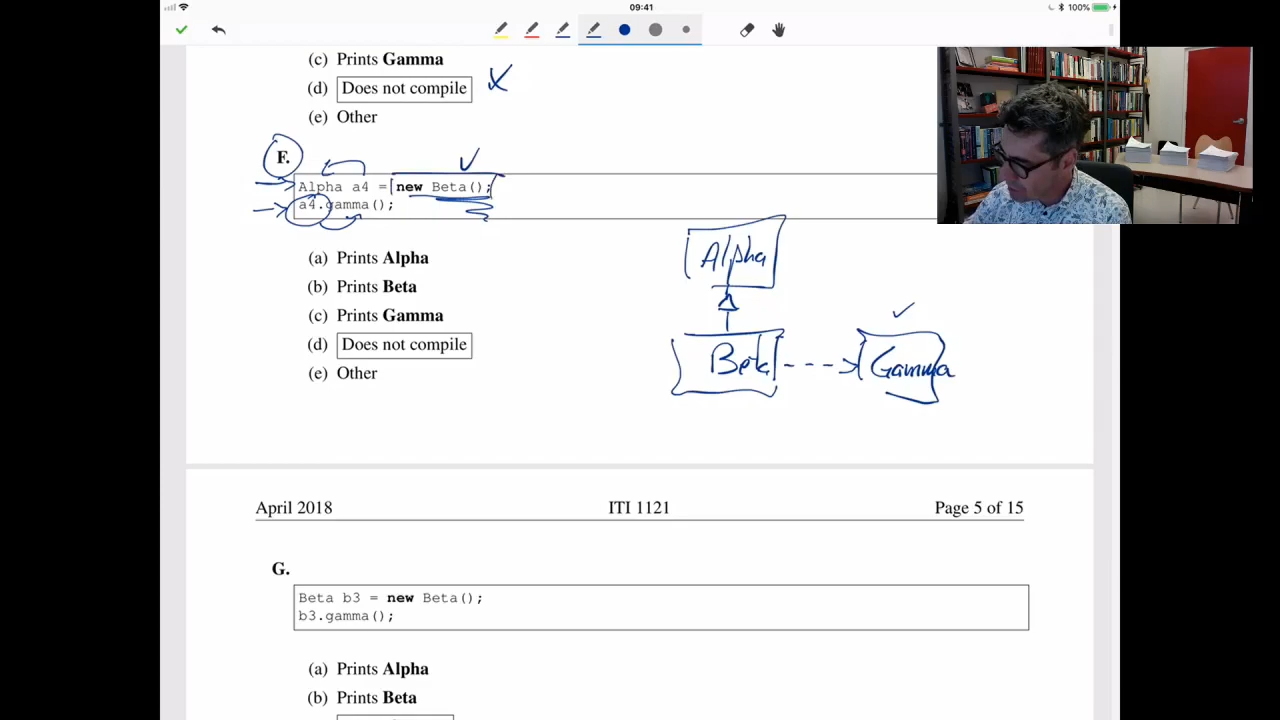 09:41
100%
(c) Prints Gamma
(d) Does not compile
(e) Other
F.
Alpha a4 = new Beta();
a4.gamma();
(a) Prints Alpha
(b) Prints Beta
(c) Prints Gamma
(d) Does not compile
(e) Other
Alpha
Beta
Gamma
April 2018 ITI 1121 Page 5 of 15
G.
Beta b3 = new Beta();
b3.gamma();
(a) Prints Alpha
(b) Prints Beta